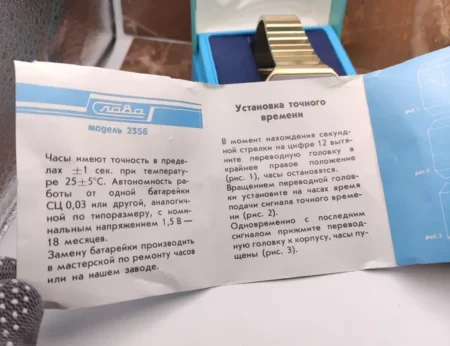 Слава
модель 2356
Часы имеют точность в преде-
лах ±1 сек. при температу-
ре 25±5°С. Автономность ра-
боты от одной батарейки
СЦ 0,03 или другой, аналогич-
ной по типоразмеру, с номи-
нальным напряжением 1,5 В —
18 месяцев.
Замену батарейки производить
в мастерской по ремонту часов
или на нашем заводе.
Установка точного
времени
В момент нахождения секунд-
ной стрелки на цифре 12 вытя-
ните переводную головку в
крайнее правое положение
(рис. 1), часы остановятся.
Вращением переводной голов-
ки установите на часах время
подачи сигнала точного време-
ни (рис. 2).
Одновременно с последним
сигналом прижмите перевод-
ную головку к корпусу, часы пу-
щены (рис. 3).